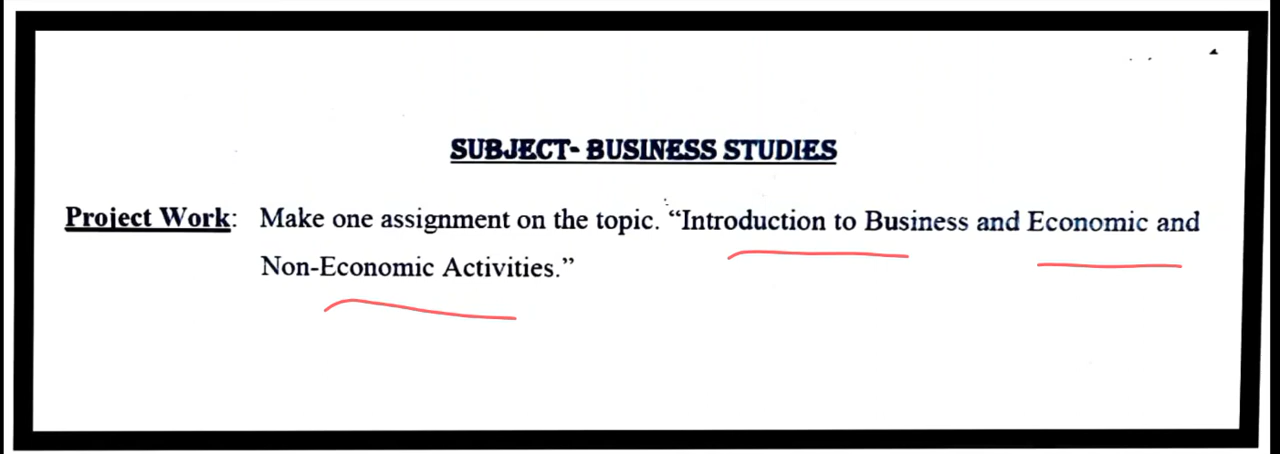 SUBJECT- BUSINESS STUDIES
Project Work: Make one assignment on the topic. “Introduction to Business and Economic and
Non-Economic Activities.”